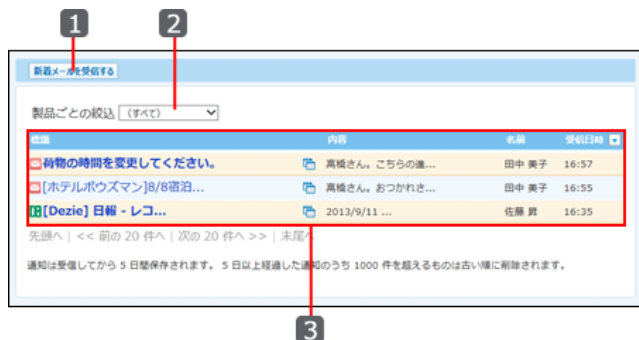 1 2
新着メールを受信する
製品ごとの絞込 (すべて)
標題 内容 名前 受信日時
荷物の時間を変更してください。 高橋さん。こちらの進... 田中 美子 16:57
[ホテルボウズマン]8/8宿泊... 高橋さん。おつかれさ... 田中 美子 16:55
[Dezie] 日報 - レコ... 2013/9/11 ... 佐藤 昇 16:35
先頭へ | << 前の 20 件へ | 次の 20 件へ >> | 末尾へ
通知は受信してから 5 日間保存されます。 5 日以上経過した通知のうち 1000 件を超えるものは古い順に削除されます。
3